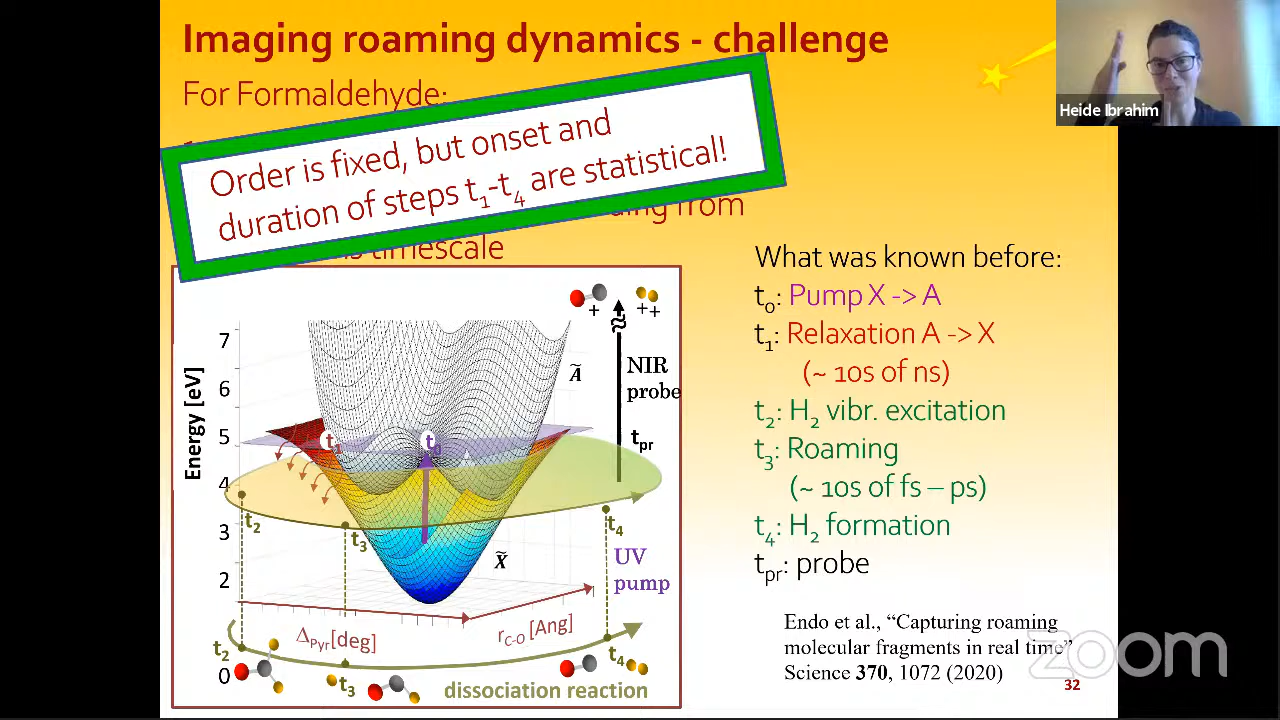 Imaging roaming dynamics - challenge
Heide Ibrahim
For Formaldehyde:
Order is fixed, but onset and
duration of steps t1-t4 are statistical!
from
timescale
What was known before:
t0: Pump X -> A
t1: Relaxation A -> X
(~ 10s of ns)
t2: H2 vibr. excitation
t3: Roaming
(~ 10s of fs – ps)
t4: H2 formation
tpr: probe
Endo et al., “Capturing roaming
molecular fragments in real time”
Science 370, 1072 (2020)
32
zoom
Energy [eV]
7
6
5
4
3
2
0
+
++
Ã
NIR
probe
t1
t0
tpr
t2
t3
t4
X̃
UV
pump
ΔPyr[deg]
rC-O [Ang]
t2
t3
t4
dissociation reaction